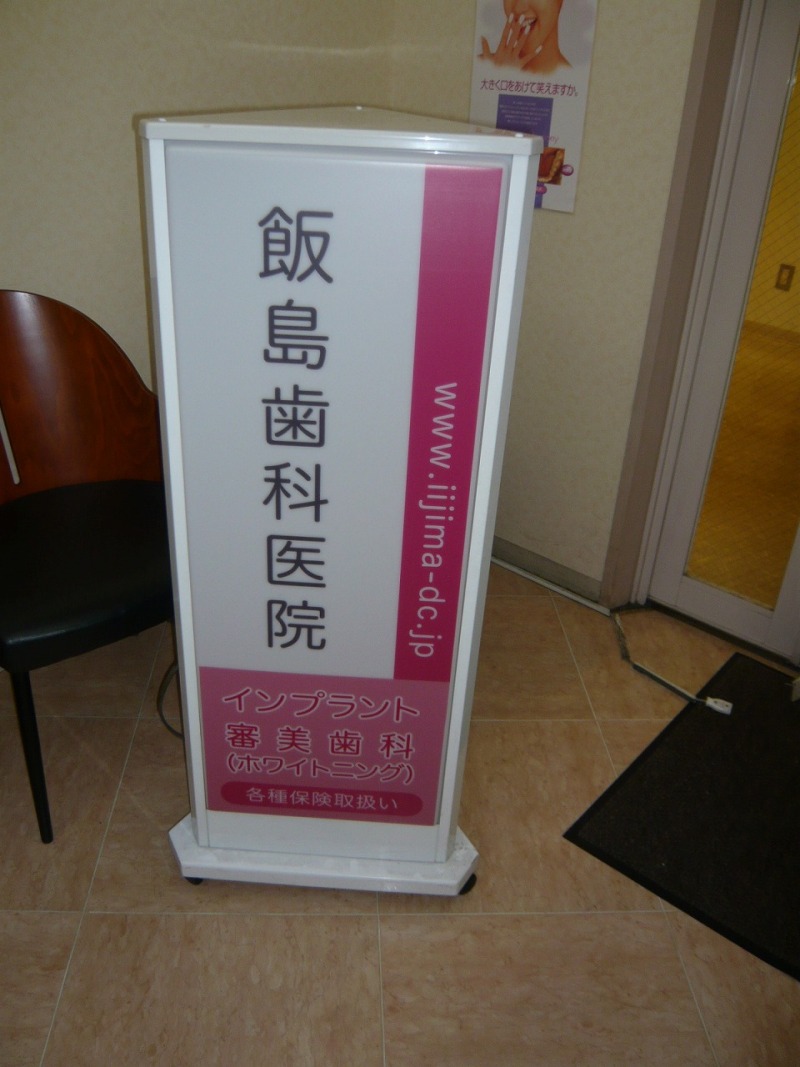 大きく口をあけて笑えますか。
飯島歯科医院
www.iijima-dc.jp
インプラント
審美歯科
(ホワイトニング)
各種保険取扱い